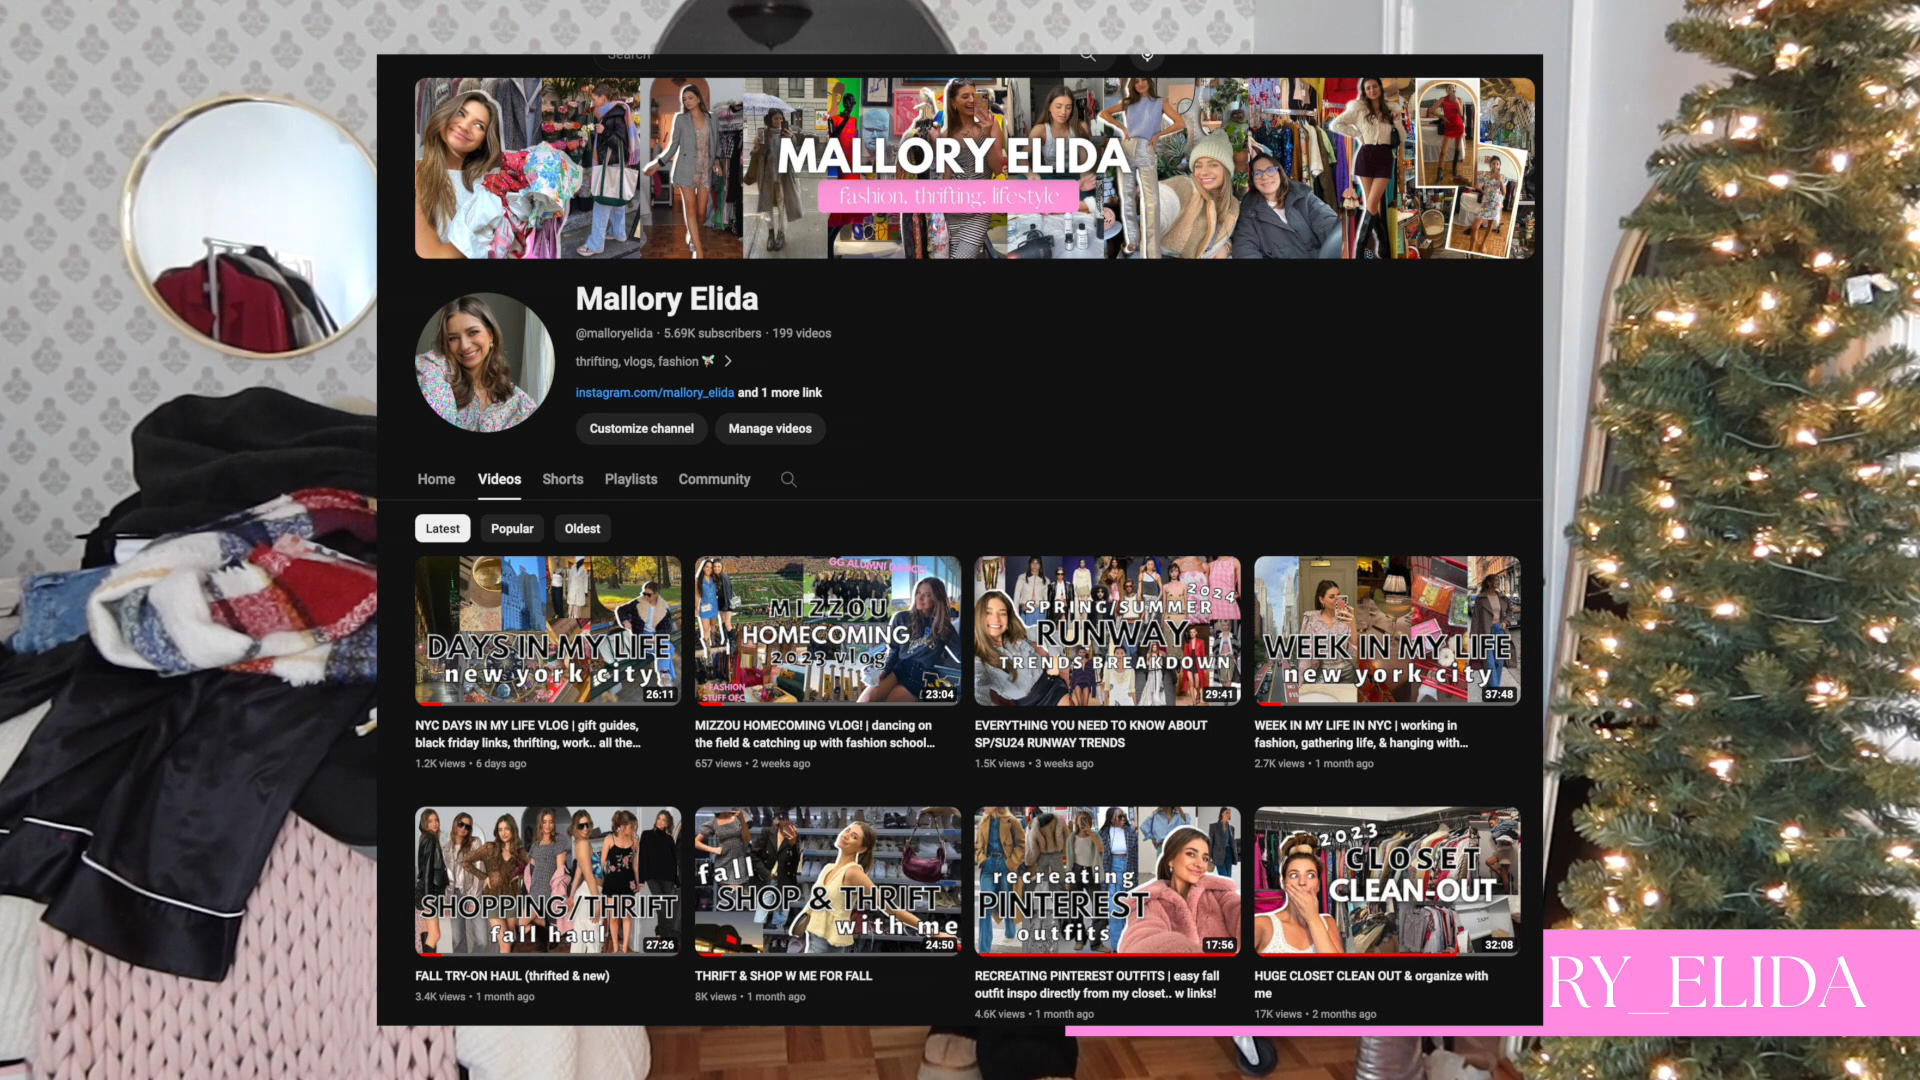 Search
MALLORY ELIDA
fashion. thrifting. lifestyle
Mallory Elida
@malloryelida · 5.69K subscribers · 199 videos
thrifting, vlogs, fashion
instagram.com/mallory_elida and 1 more link
Customize channel Manage videos
Home Videos Shorts Playlists Community
Latest Popular Oldest
DAYS IN MY LIFE
new york city
26:11
GG ALUMNI DANCE!
MIZZOU
HOMECOMING
2023 vlog
+ FASHION
STUFF OFC
23:04
2024
SPRING/SUMMER
RUNWAY
TRENDS BREAKDOWN
29:41
WEEK IN MY LIFE
new york city
37:48
NYC DAYS IN MY LIFE VLOG | gift guides,
black friday links, thrifting, work.. all the...
1.2K views • 6 days ago
MIZZOU HOMECOMING VLOG! | dancing on
the field & catching up with fashion school...
657 views • 2 weeks ago
EVERYTHING YOU NEED TO KNOW ABOUT
SP/SU24 RUNWAY TRENDS
1.5K views • 3 weeks ago
WEEK IN MY LIFE IN NYC | working in
fashion, gathering life, & hanging with...
2.7K views • 1 month ago
SHOPPING/THRIFT
fall haul
27:26
fall
SHOP & THRIFT
with me
24:50
recreating
PINTEREST
outfits
17:56
2023
CLOSET
CLEAN-OUT
32:08
FALL TRY-ON HAUL (thrifted & new)
3.4K views • 1 month ago
THRIFT & SHOP W ME FOR FALL
8K views • 1 month ago
RECREATING PINTEREST OUTFITS | easy fall
outfit inspo directly from my closet.. w links!
4.6K views • 1 month ago
HUGE CLOSET CLEAN OUT & organize with
me
17K views • 2 months ago
RY_ELIDA